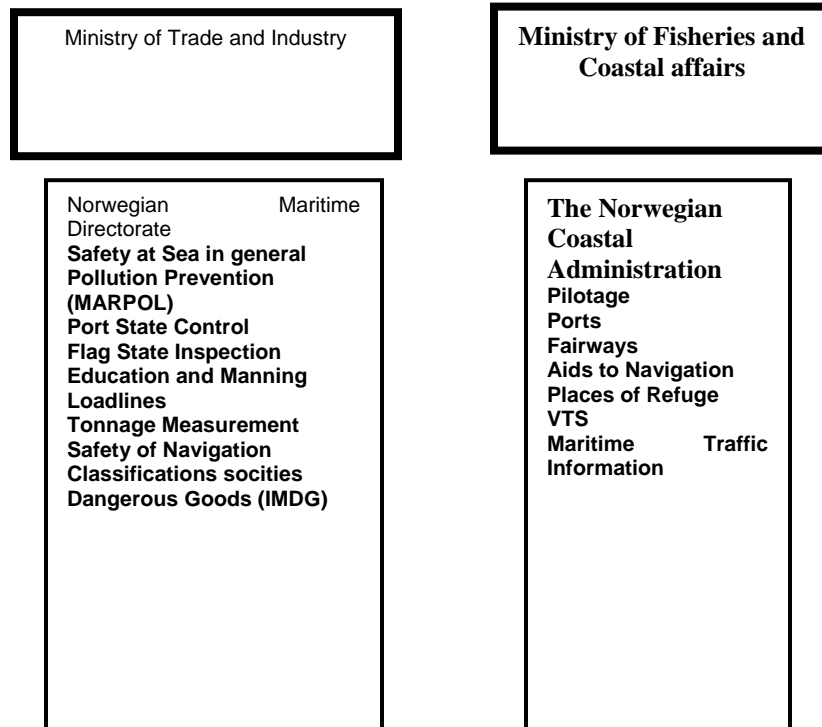 Ministry of Trade and Industry
Norwegian Maritime
Directorate
Safety at Sea in general
Pollution Prevention
(MARPOL)
Port State Control
Flag State Inspection
Education and Manning
Loadlines
Tonnage Measurement
Safety of Navigation
Classifications socities
Dangerous Goods (IMDG)
Ministry of Fisheries and
Coastal affairs
The Norwegian
Coastal
Administration
Pilotage
Ports
Fairways
Aids to Navigation
Places of Refuge
VTS
Maritime Traffic
Information